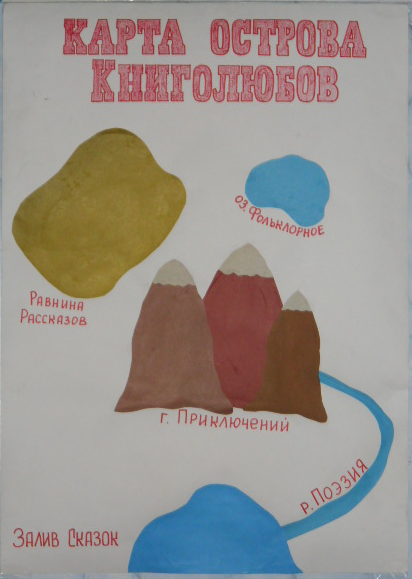 КАРТА ОСТРОВА
КНИГОЛЮБОВ
оз. Фольклорное
Равнина
Рассказов
г. Приключений
р. Поэзия
Залив Сказок